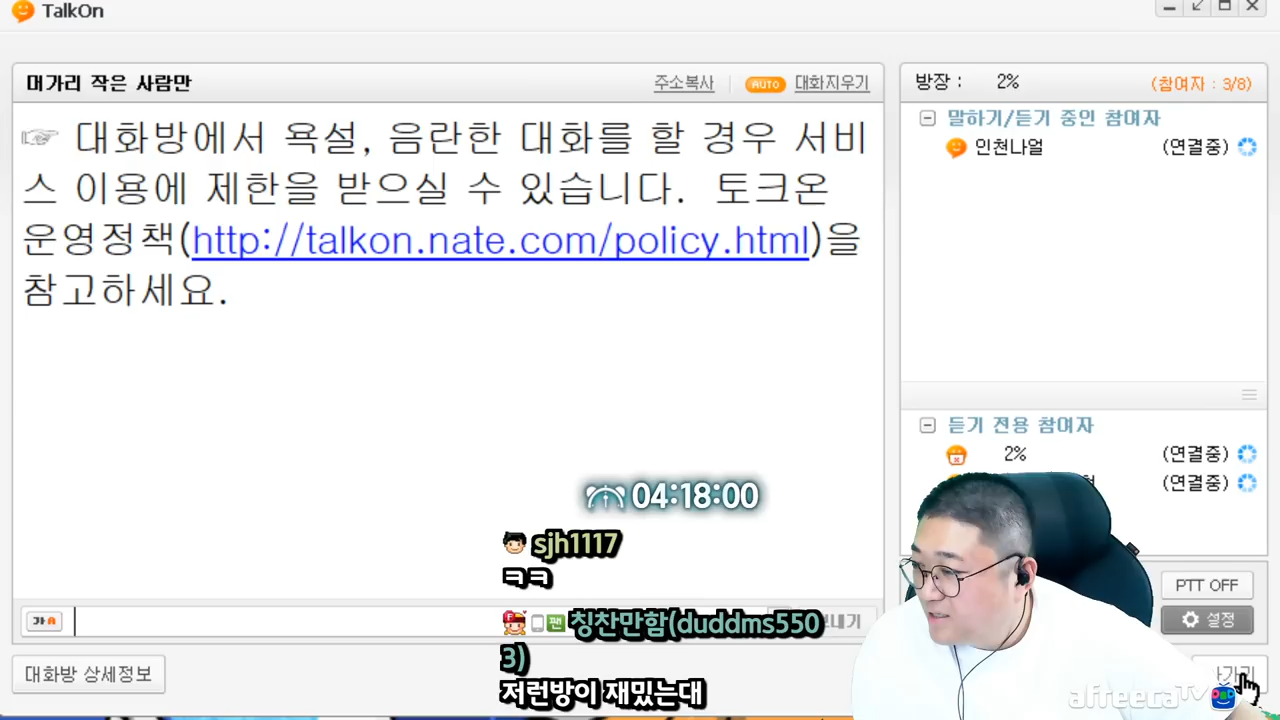 TalkOn
머가리 작은 사람만
주소복사
AUTO 대화지우기
☞ 대화방에서 욕설, 음란한 대화를 할 경우 서비
스 이용에 제한을 받으실 수 있습니다. 토크온
운영정책(http://talkon.nate.com/policy.html)을
참고하세요.
방장 : 2%
(참여자 : 3/8)
말하기/듣기 중인 참여자
인천나얼 (연결중)
듣기 전용 참여자
2% (연결중)
(연결중)
04:18:00
sjh1117
ㅋㅋ
팬 칭찬만함(duddms550
3)
저런방이 재밌는대
가
PTT OFF
설정
대화방 상세정보
afreecaTV